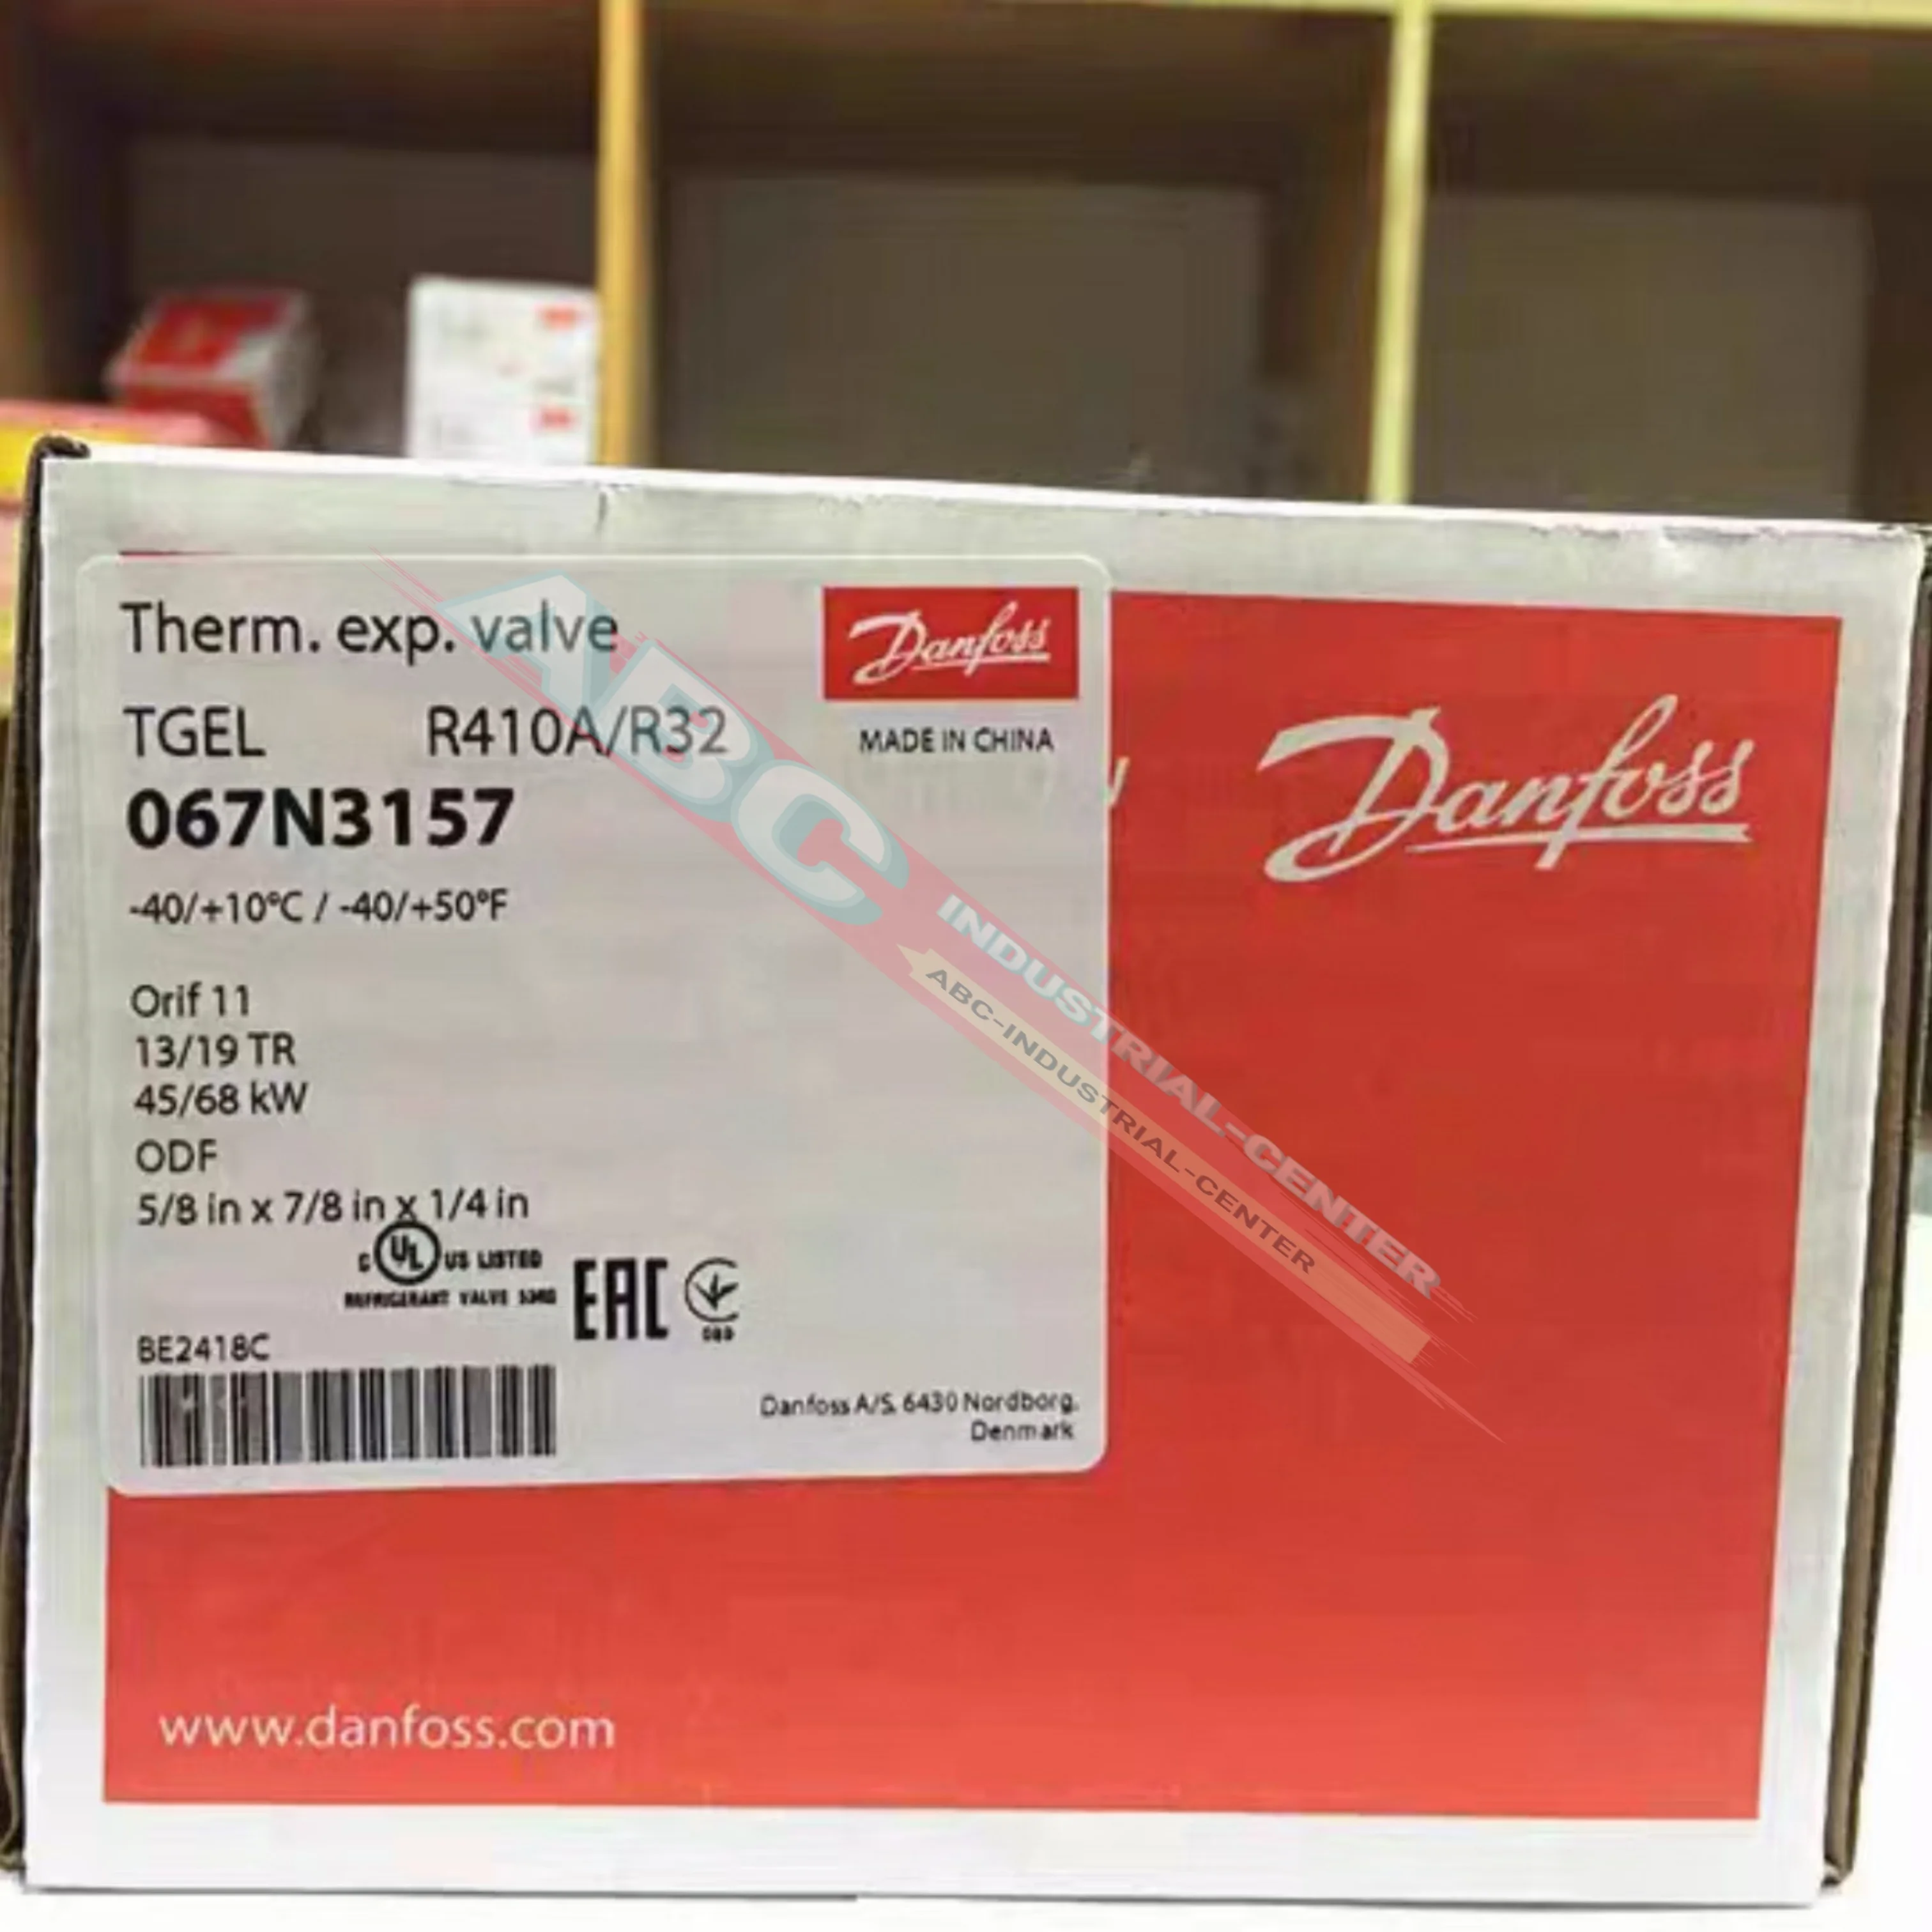 Therm. exp. valve
TGEL R410A/R32
067N3157
-40/+10°C / -40/+50°F
Orif 11
13/19 TR
45/68 kW
ODF
5/8 in x 7/8 in x 1/4 in
c UL US LISTED
REFRIGERANT VALVE
EAC
BE2418C
Danfoss
MADE IN CHINA
Danfoss A/S, 6430 Nordborg,
Denmark
Danfoss
www.danfoss.com
ABC
INDUSTRIAL-CENTER
ABC-INDUSTRIAL-CENTER